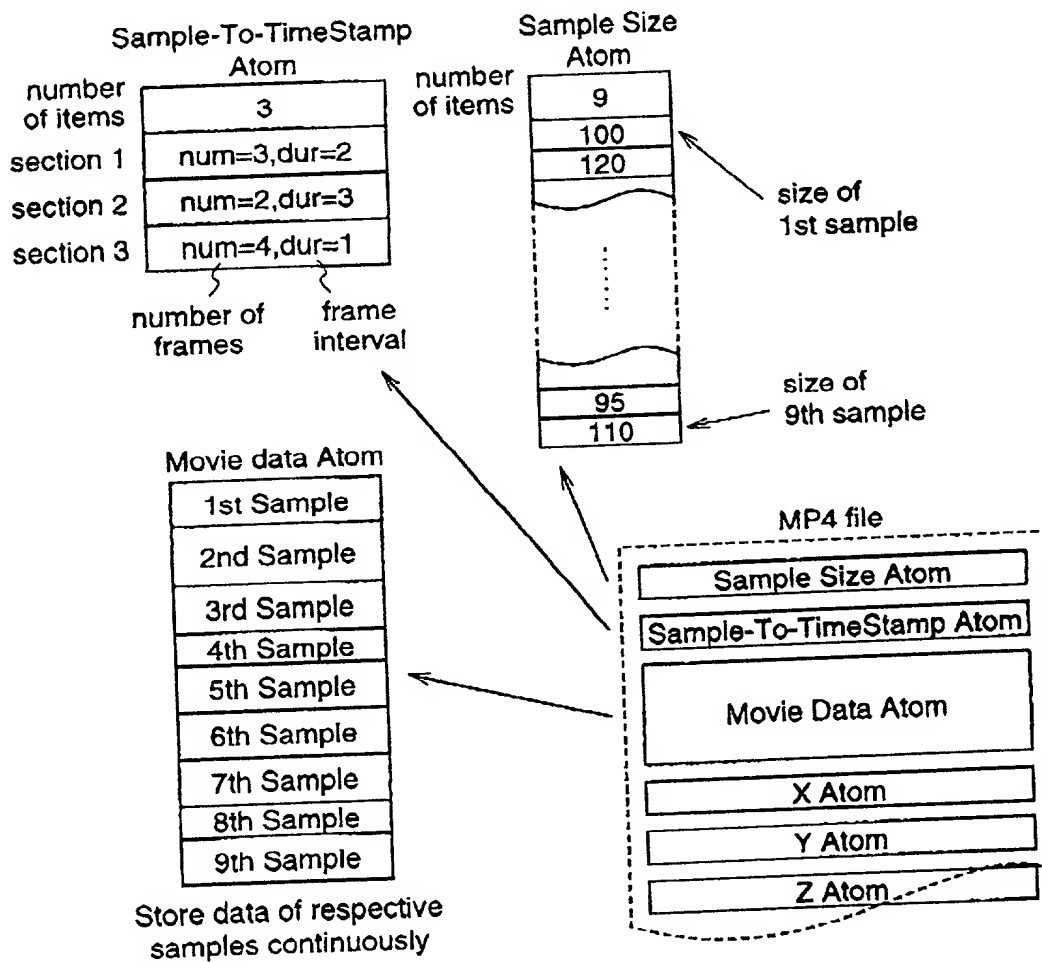 Sample-To-TimeStamp
Atom
number
of items
3
section 1
num=3,dur=2
section 2
num=2,dur=3
section 3
num=4,dur=1
number of
frames
frame
interval
Sample Size
Atom
number
of items
9
100
120
size of
1st sample
95
110
size of
9th sample
Movie data Atom
1st Sample
2nd Sample
3rd Sample
4th Sample
5th Sample
6th Sample
7th Sample
8th Sample
9th Sample
Store data of respective
samples continuously
MP4 file
Sample Size Atom
Sample-To-TimeStamp Atom
Movie Data Atom
X Atom
Y Atom
Z Atom